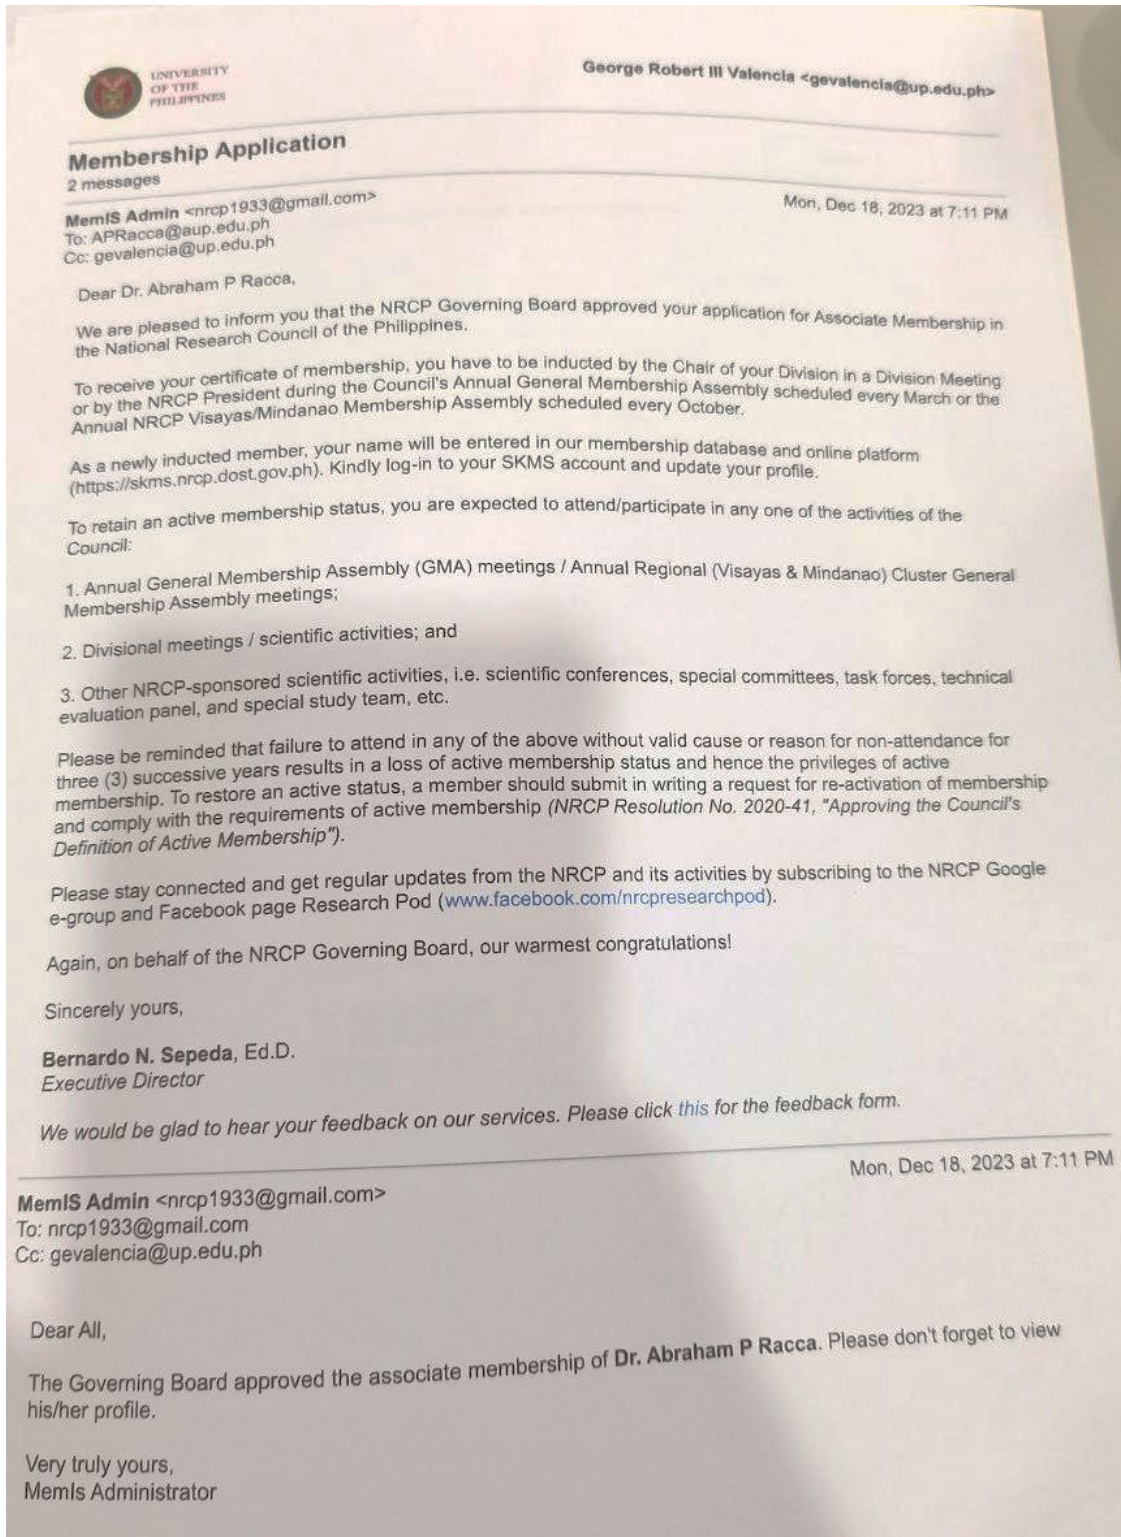 UNIVERSITY
OF THE
PHILIPPINES
George Robert III Valencia <gevalencia@up.edu.ph>
Membership Application
2 messages
MemIS Admin <nrcp1933@gmail.com>
Mon, Dec 18, 2023 at 7:11 PM
To: APRacca@aup.edu.ph
Cc: gevalencia@up.edu.ph
Dear Dr. Abraham P Racca,
We are pleased to inform you that the NRCP Governing Board approved your application for Associate Membership in
the National Research Council of the Philippines.
To receive your certificate of membership, you have to be inducted by the Chair of your Division in a Division Meeting
or by the NRCP President during the Council's Annual General Membership Assembly scheduled every March or the
Annual NRCP Visayas/Mindanao Membership Assembly scheduled every October.
As a newly inducted member, your name will be entered in our membership database and online platform
(https://skms.nrcp.dost.gov.ph). Kindly log-in to your SKMS account and update your profile.
To retain an active membership status, you are expected to attend/participate in any one of the activities of the
Council:
1. Annual General Membership Assembly (GMA) meetings / Annual Regional (Visayas & Mindanao) Cluster General
Membership Assembly meetings;
2. Divisional meetings / scientific activities; and
3. Other NRCP-sponsored scientific activities, i.e. scientific conferences, special committees, task forces, technical
evaluation panel, and special study team, etc.
Please be reminded that failure to attend in any of the above without valid cause or reason for non-attendance for
three (3) successive years results in a loss of active membership status and hence the privileges of active
membership. To restore an active status, a member should submit in writing a request for re-activation of membership
and comply with the requirements of active membership (NRCP Resolution No. 2020-41, "Approving the Council's
Definition of Active Membership").
Please stay connected and get regular updates from the NRCP and its activities by subscribing to the NRCP Google
e-group and Facebook page Research Pod (www.facebook.com/nrcpresearchpod).
Again, on behalf of the NRCP Governing Board, our warmest congratulations!
Sincerely yours,
Bernardo N. Sepeda, Ed.D.
Executive Director
We would be glad to hear your feedback on our services. Please click this for the feedback form.
Mon, Dec 18, 2023 at 7:11 PM
MemIS Admin <nrcp1933@gmail.com>
To: nrcp1933@gmail.com
Cc: gevalencia@up.edu.ph
Dear All,
The Governing Board approved the associate membership of Dr. Abraham P Racca. Please don't forget to view
his/her profile.
Very truly yours,
MemIs Administrator